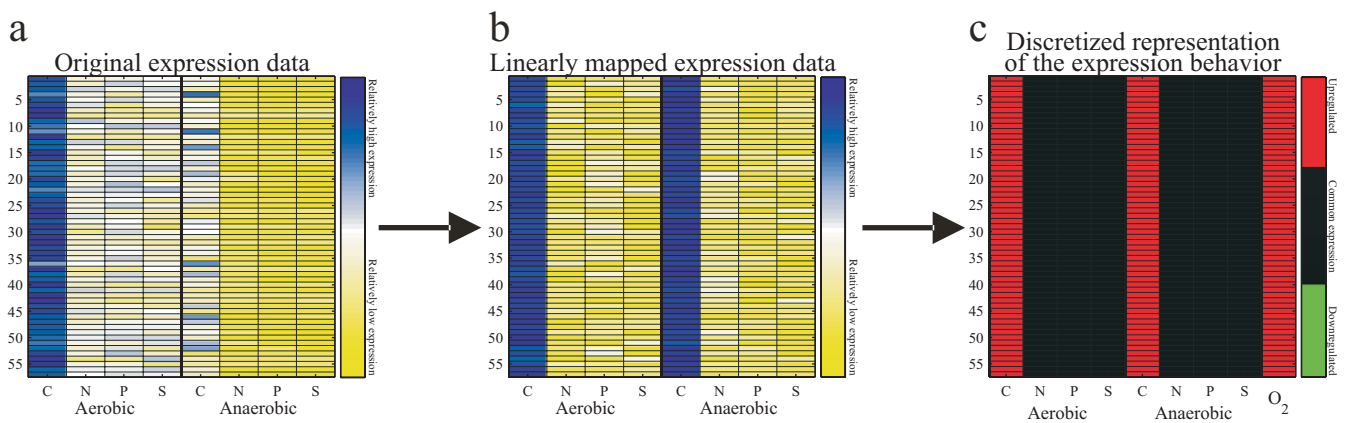 a
Original expression data
5
10
15
20
25
30
35
40
45
50
55
C N P S C N P S
Aerobic Anaerobic
Relatively high expression
Relatively low expression
b
Linearly mapped expression data
5
10
15
20
25
30
35
40
45
50
55
C N P S C N P S
Aerobic Anaerobic
Relatively high expression
Relatively low expression
c
Discretized representation
of the expression behavior
5
10
15
20
25
30
35
40
45
50
55
C N P S C N P S O2
Aerobic Anaerobic
Upregulated
Common expression
Downregulated